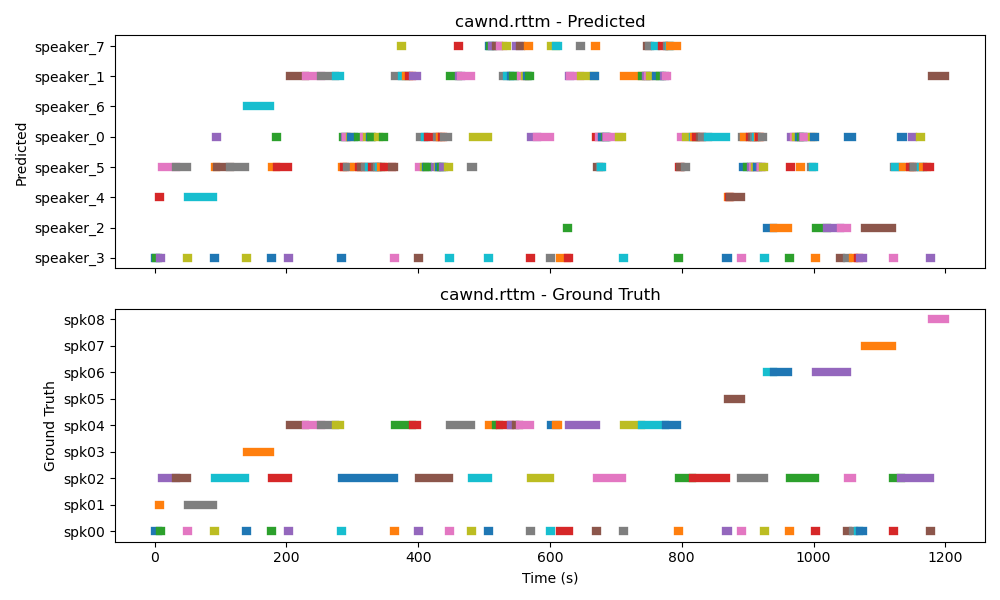 cawnd.rttm - Predicted
Predicted
speaker_7
speaker_1
speaker_6
speaker_0
speaker_5
speaker_4
speaker_2
speaker_3
cawnd.rttm - Ground Truth
Ground Truth
spk08
spk07
spk06
spk05
spk04
spk03
spk02
spk01
spk00
0 200 400 600 800 1000 1200
Time (s)